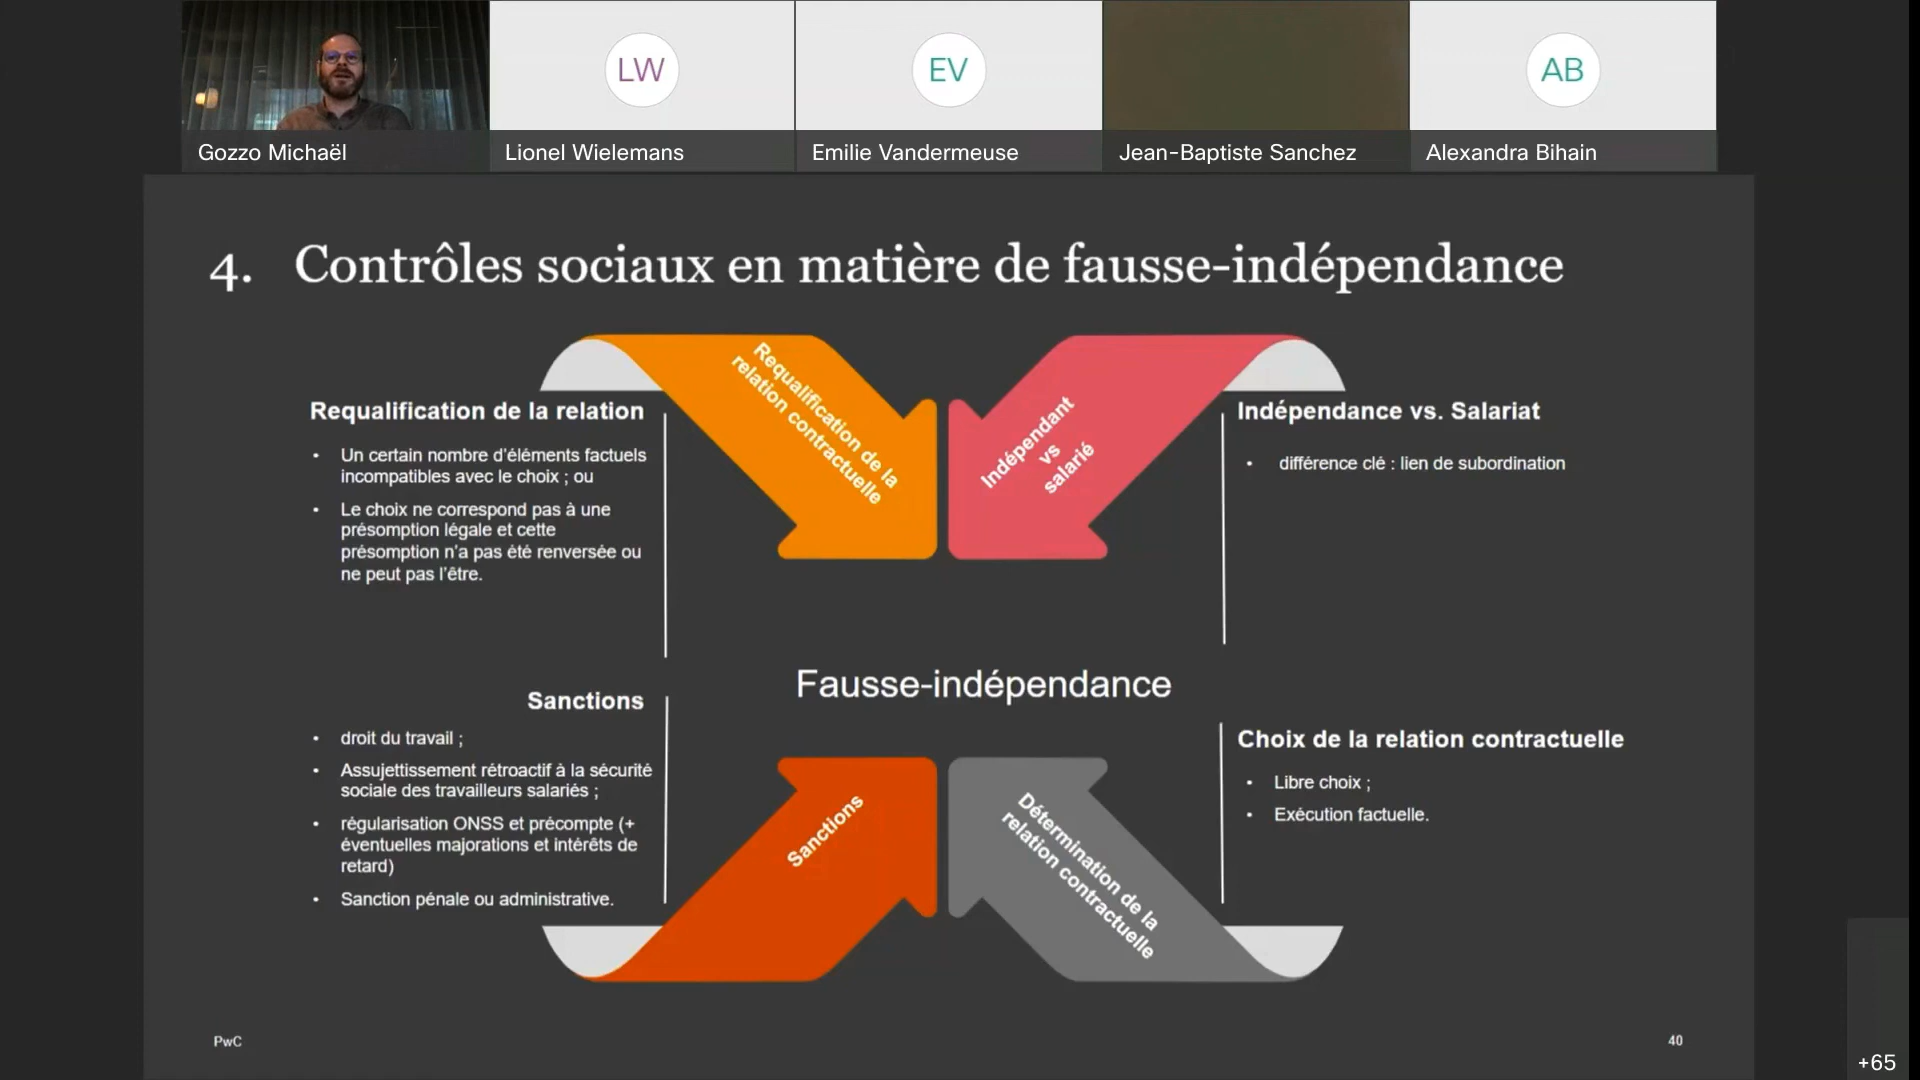 LW
EV
AB
Gozzo Michaël
Lionel Wielemans
Emilie Vandermeuse
Jean-Baptiste Sanchez
Alexandra Bihain
4. Contrôles sociaux en matière de fausse-indépendance
Requalification de la
relation contractuelle
Indépendant
vs
salarié
Requalification de la relation
• Un certain nombre d'éléments factuels
incompatibles avec le choix ; ou
• Le choix ne correspond pas à une
présomption légale et cette
présomption n'a pas été renversée ou
ne peut pas l'être.
Indépendance vs. Salariat
• différence clé : lien de subordination
Fausse-indépendance
Sanctions
• droit du travail ;
• Assujettissement rétroactif à la sécurité
sociale des travailleurs salariés ;
• régularisation ONSS et précompte (+
éventuelles majorations et intérêts de
retard)
• Sanction pénale ou administrative.
Sanctions
Détermination de la
relation contractuelle
Choix de la relation contractuelle
• Libre choix ;
• Exécution factuelle.
PwC
40
+65